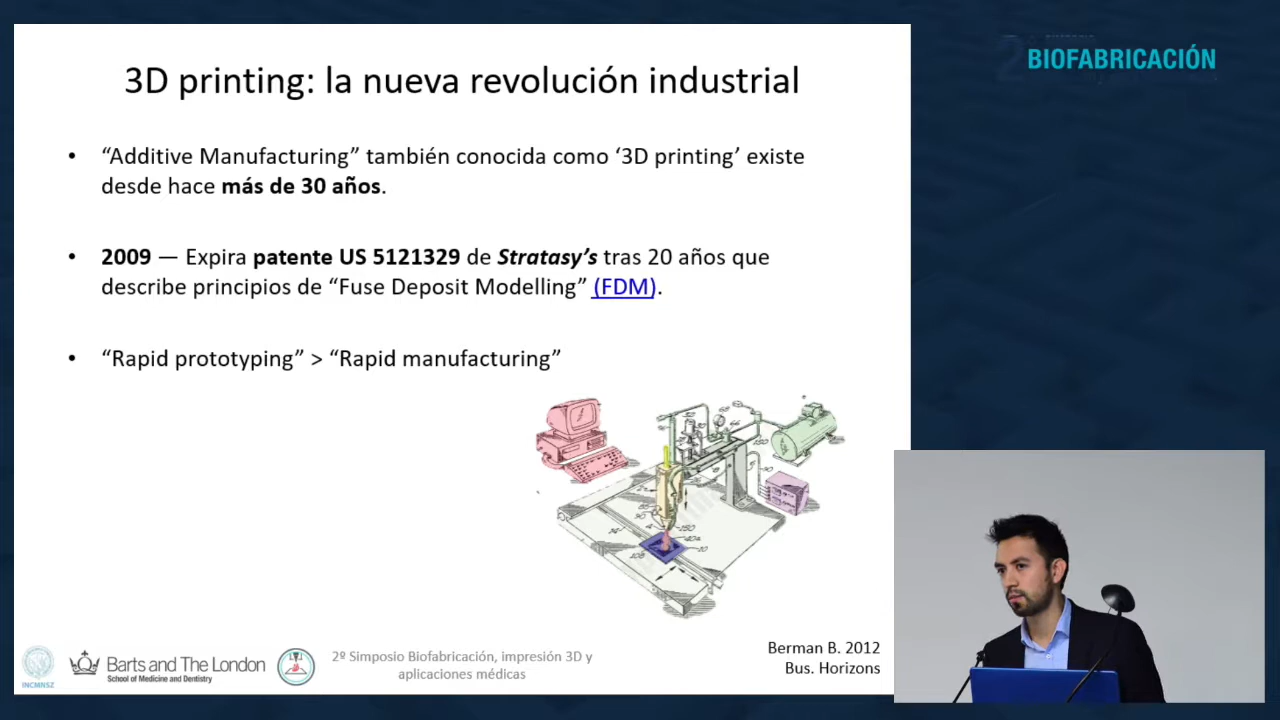 BIOFABRICACIÓN
3D printing: la nueva revolución industrial
• “Additive Manufacturing” también conocida como ‘3D printing’ existe
desde hace más de 30 años.
• 2009 — Expira patente US 5121329 de Stratasy’s tras 20 años que
describe principios de “Fuse Deposit Modelling” (FDM).
• “Rapid prototyping” > “Rapid manufacturing”
INCMNSZ
Barts and The London
School of Medicine and Dentistry
2º Simposio Biofabricación, impresión 3D y
aplicaciones médicas
Berman B. 2012
Bus. Horizons